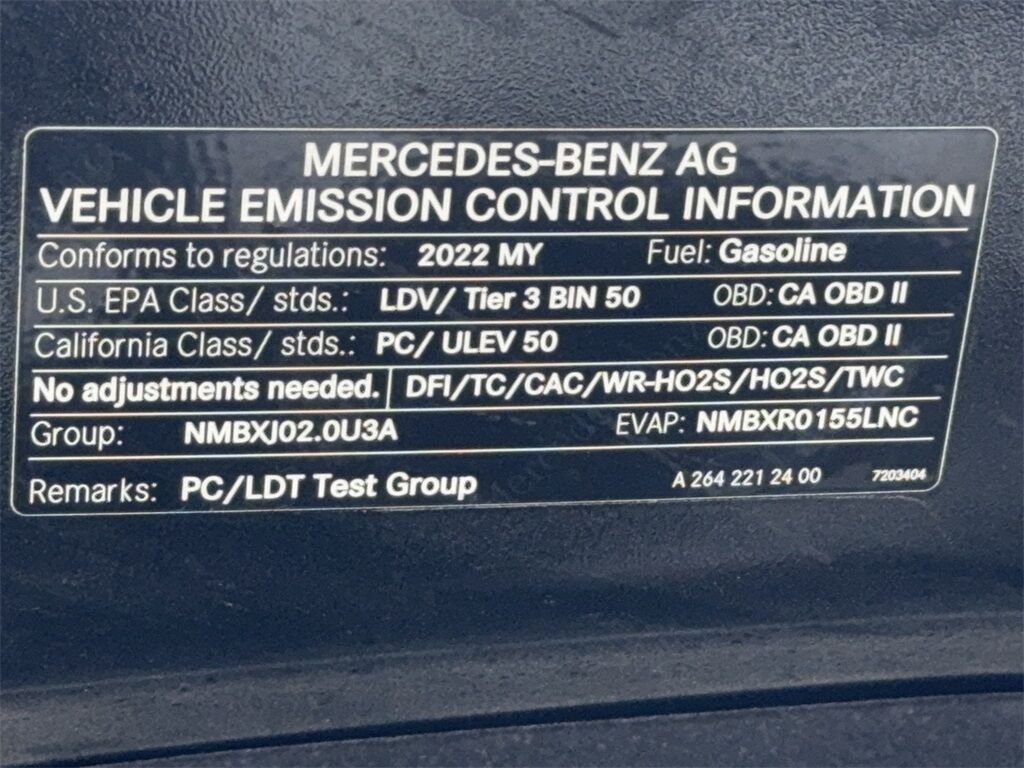 MERCEDES-BENZ AG
VEHICLE EMISSION CONTROL INFORMATION
Conforms to regulations: 2022 MY Fuel: Gasoline
U.S. EPA Class/ stds.: LDV/ Tier 3 BIN 50 OBD: CA OBD II
California Class/ stds.: PC/ ULEV 50 OBD: CA OBD II
No adjustments needed. DFI/TC/CAC/WR-HO2S/HO2S/TWC
Group: NMBXJ02.0U3A EVAP: NMBXR0155LNC
Remarks: PC/LDT Test Group A 264 221 24 00 7203404